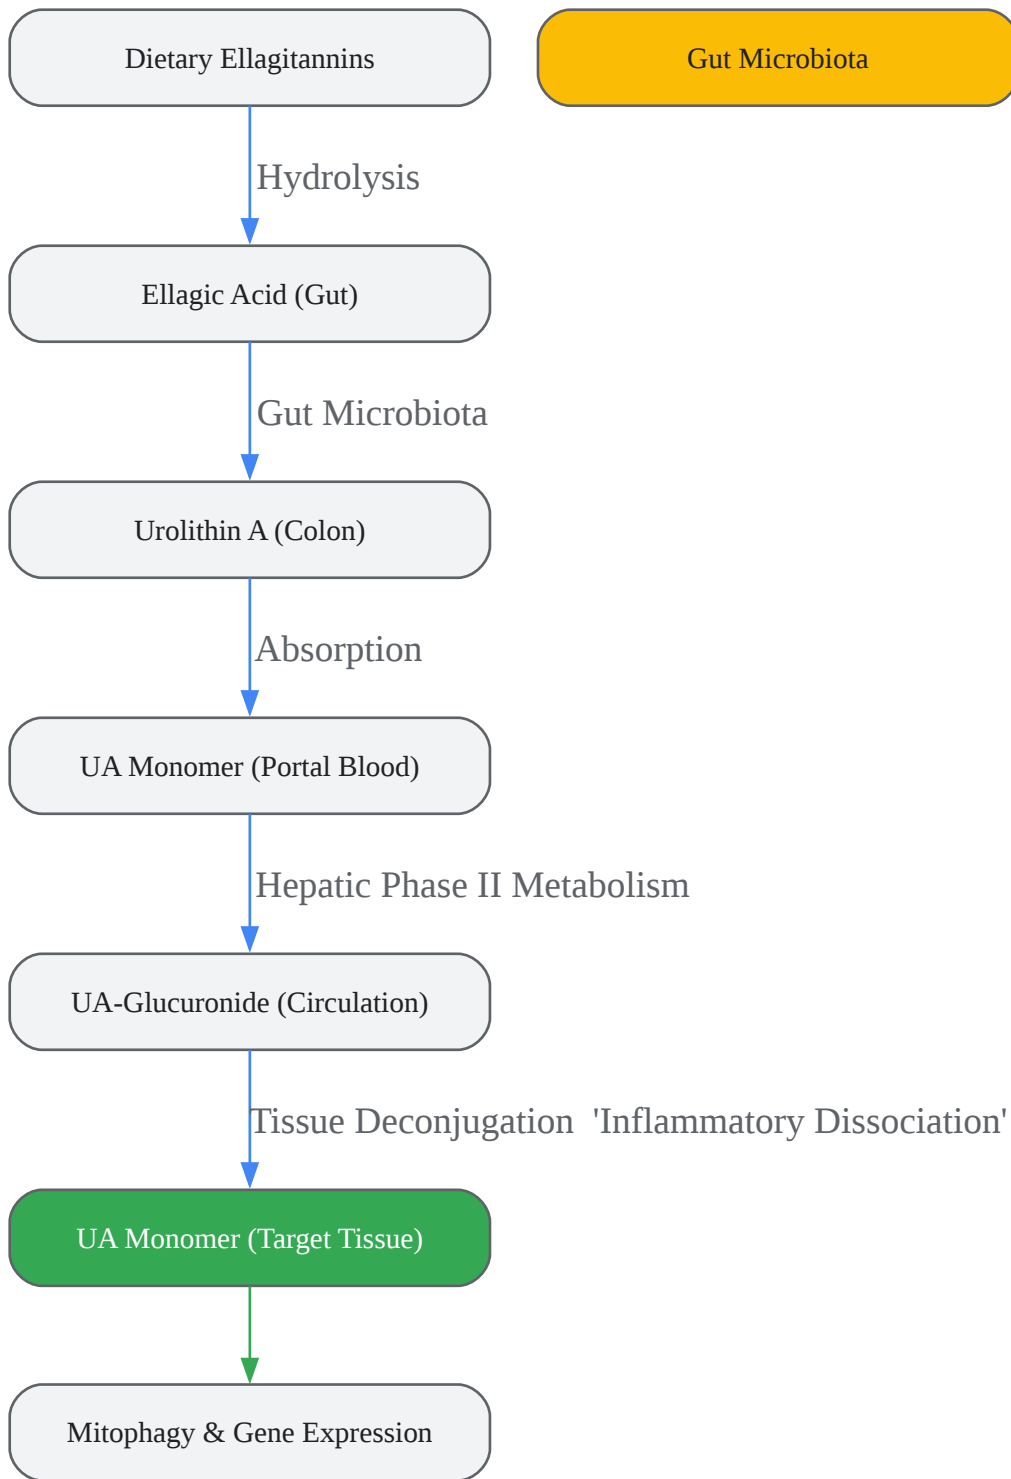 Dietary Ellagitannins
Gut Microbiota
Hydrolysis
Ellagic Acid (Gut)
Gut Microbiota
Urolithin A (Colon)
Absorption
UA Monomer (Portal Blood)
Hepatic Phase II Metabolism
UA-Glucuronide (Circulation)
Tissue Deconjugation  'Inflammatory Dissociation'
UA Monomer (Target Tissue)
Mitophagy & Gene Expression